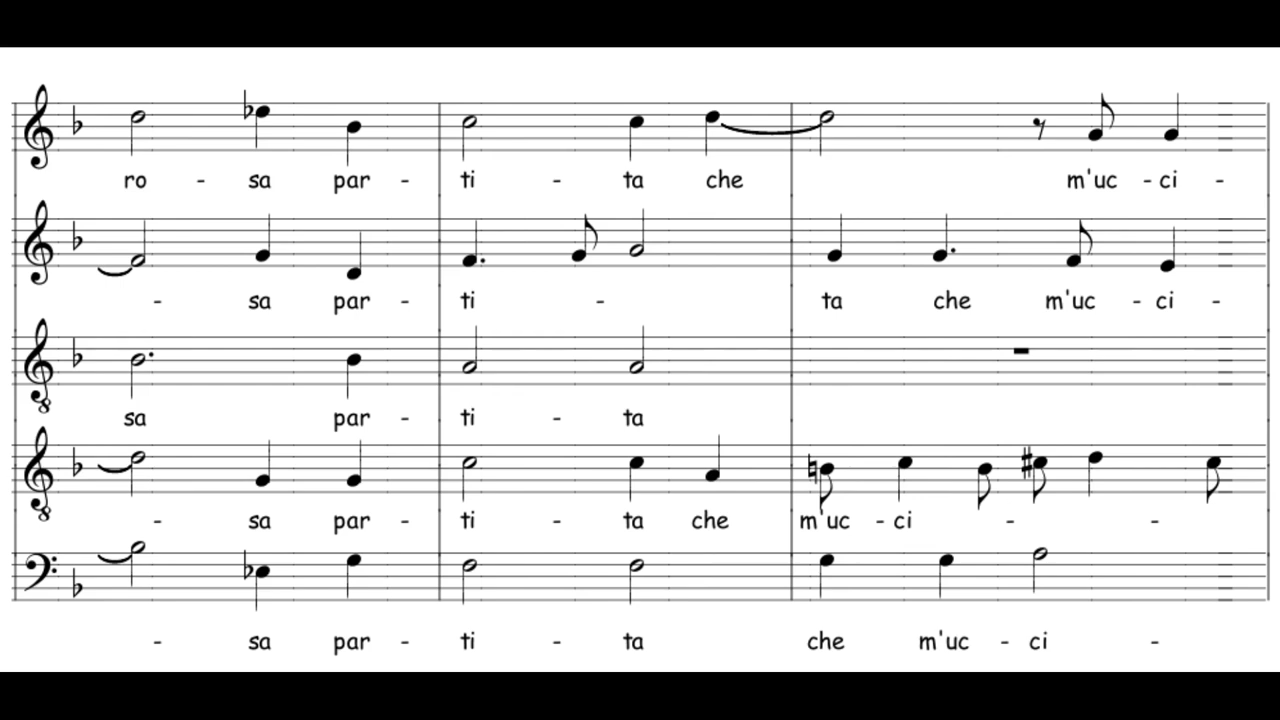 ro - sa par - ti - ta che m'uc - ci -
- sa par - ti - ta che m'uc - ci -
sa par - ti - ta
- sa par - ti - ta che m'uc - ci - -
- sa par - ti - ta che m'uc - ci -